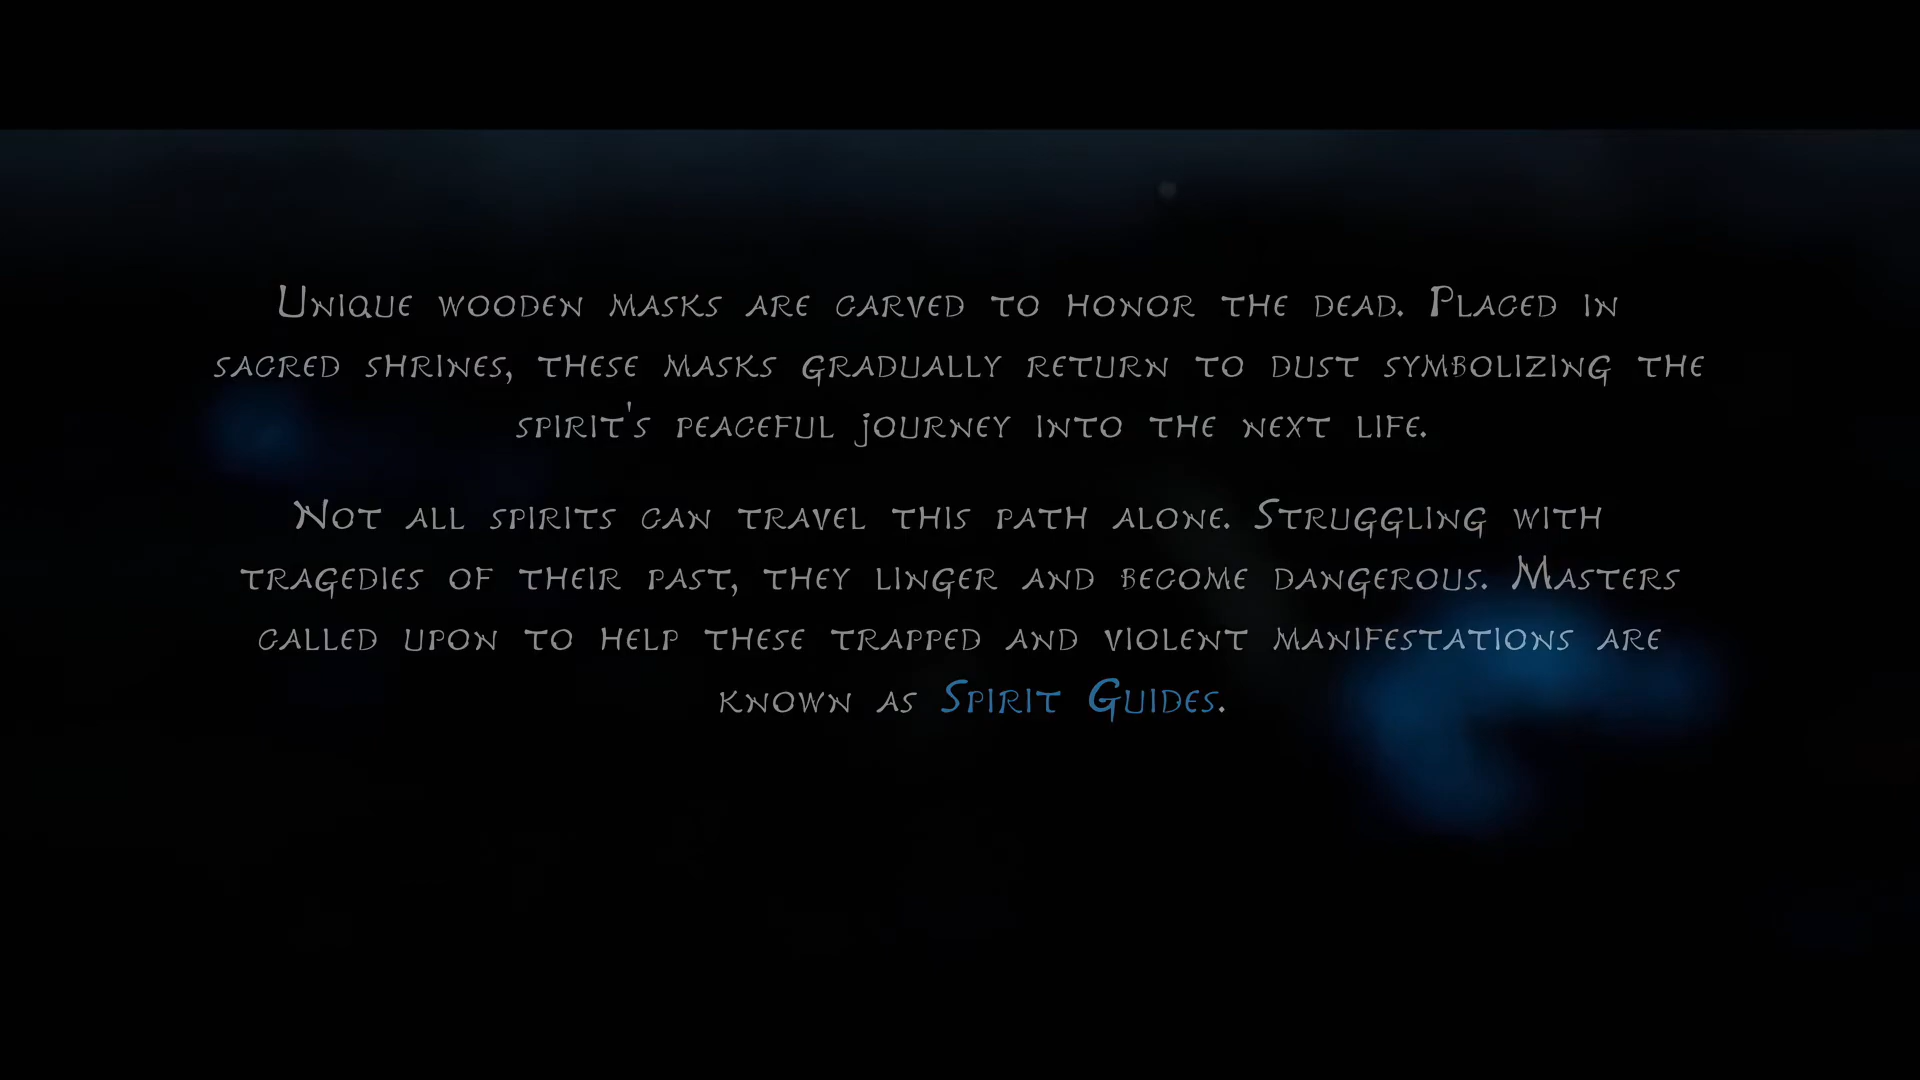 Unique wooden masks are carved to honor the dead. Placed in
sacred shrines, these masks gradually return to dust symbolizing the
spirit's peaceful journey into the next life.
Not all spirits can travel this path alone. Struggling with
tragedies of their past, they linger and become dangerous. Masters
called upon to help these trapped and violent manifestations are
known as Spirit Guides.